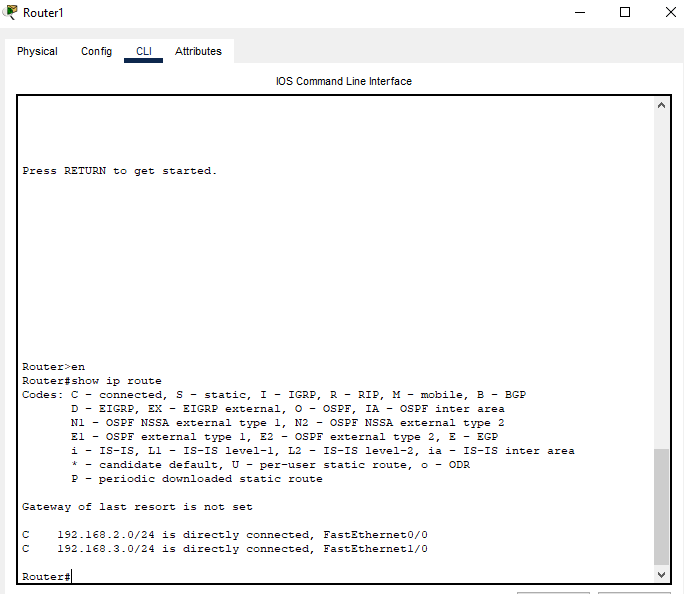 Router1
Physical Config CLI Attributes
IOS Command Line Interface
Press RETURN to get started.
Router>en
Router#show ip route
Codes: C - connected, S - static, I - IGRP, R - RIP, M - mobile, B - BGP
D - EIGRP, EX - EIGRP external, O - OSPF, IA - OSPF inter area
N1 - OSPF NSSA external type 1, N2 - OSPF NSSA external type 2
E1 - OSPF external type 1, E2 - OSPF external type 2, E - EGP
i - IS-IS, L1 - IS-IS level-1, L2 - IS-IS level-2, ia - IS-IS inter area
* - candidate default, U - per-user static route, o - ODR
P - periodic downloaded static route
Gateway of last resort is not set
C 192.168.2.0/24 is directly connected, FastEthernet0/0
C 192.168.3.0/24 is directly connected, FastEthernet1/0
Router#